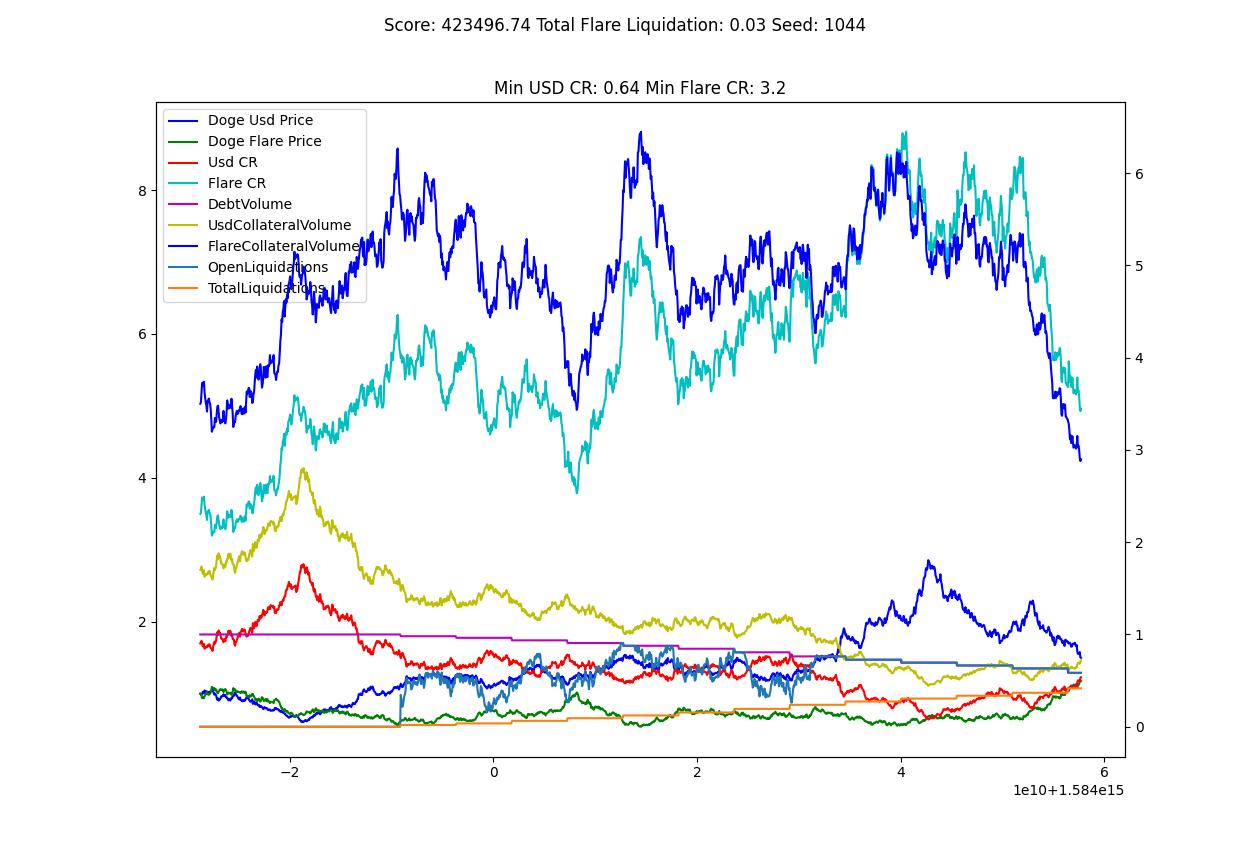 Score: 423496.74 Total Flare Liquidation: 0.03 Seed: 1044
Min USD CR: 0.64 Min Flare CR: 3.2
Doge Usd Price
Doge Flare Price
Usd CR
Flare CR
DebtVolume
UsdCollateralVolume
FlareCollateralVolume
OpenLiquidations
TotalLiquidations
8
6
4
2
6
5
4
3
2
1
0
−2 0 2 4 6
1e10+1.584e15